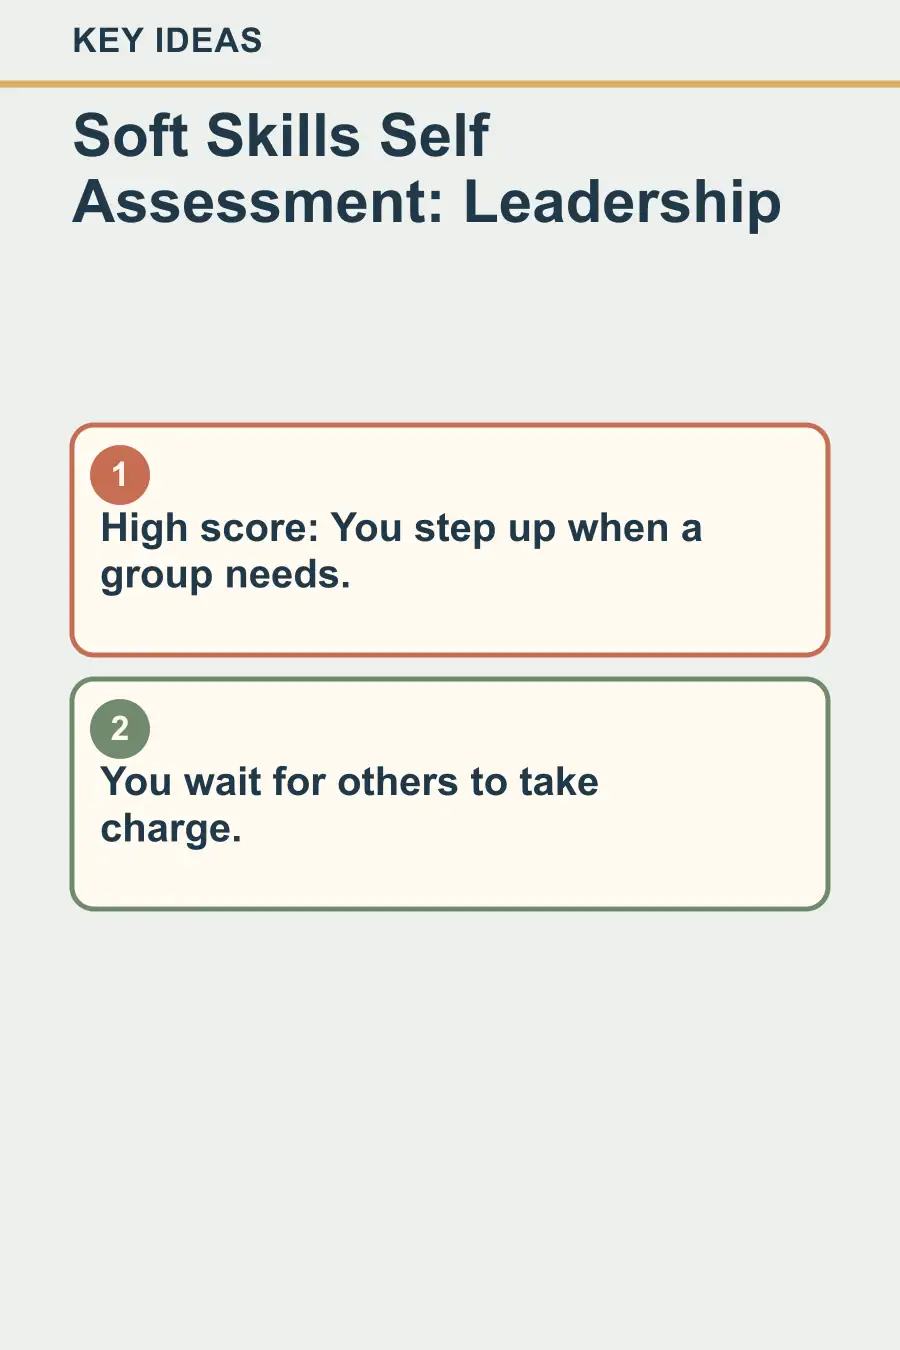 KEY IDEAS
Soft Skills Self
Assessment: Leadership
1
High score: You step up when a
group needs.
2
You wait for others to take
charge.